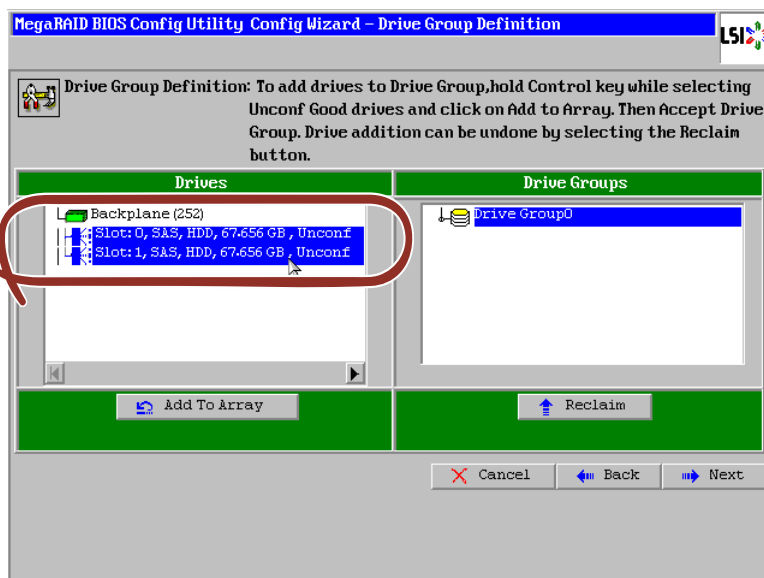 MegaRAID BIOS Config Utility Config Wizard - Drive Group Definition
LSI
Drive Group Definition: To add drives to Drive Group,hold Control key while selecting
Unconf Good drives and click on Add to Array. Then Accept Drive
Group. Drive addition can be undone by selecting the Reclaim
button.
Drives
Drive Groups
Backplane (252)
Slot: 0, SAS, HDD, 67.656 GB , Unconf
Slot: 1, SAS, HDD, 67.656 GB , Unconf
Drive Group0
Add To Array
Reclaim
Cancel
Back
Next